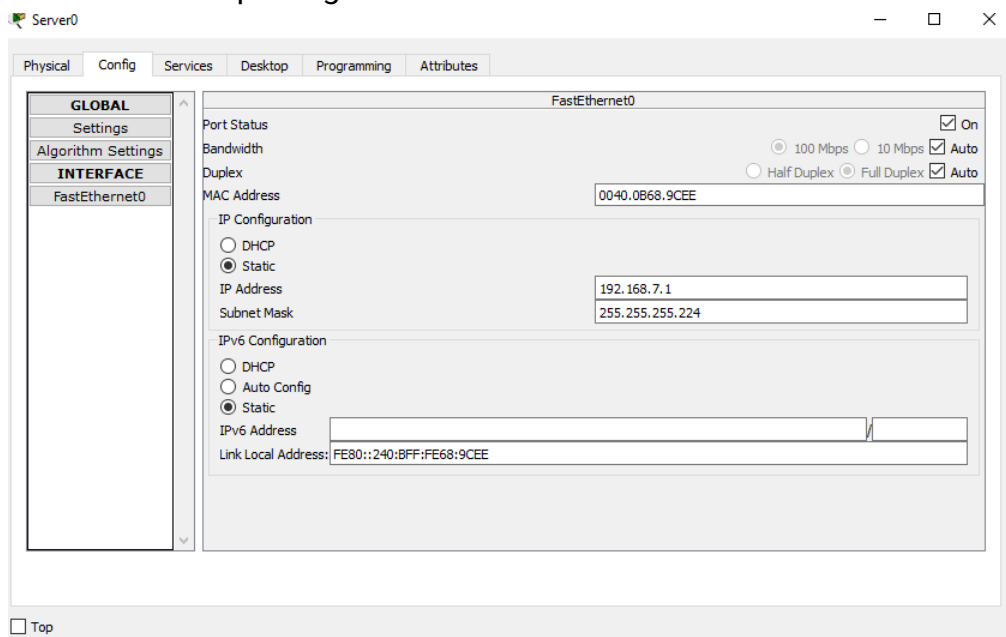 Server0
Physical Config Services Desktop Programming Attributes
GLOBAL
Settings
Algorithm Settings
INTERFACE
FastEthernet0
FastEthernet0
Port Status On
Bandwidth 100 Mbps 10 Mbps Auto
Duplex Half Duplex Full Duplex Auto
MAC Address 0040.0B68.9CEE
IP Configuration
DHCP
Static
IP Address 192.168.7.1
Subnet Mask 255.255.255.224
IPv6 Configuration
DHCP
Auto Config
Static
IPv6 Address /
Link Local Address: FE80::240:BFF:FE68:9CEE
Top